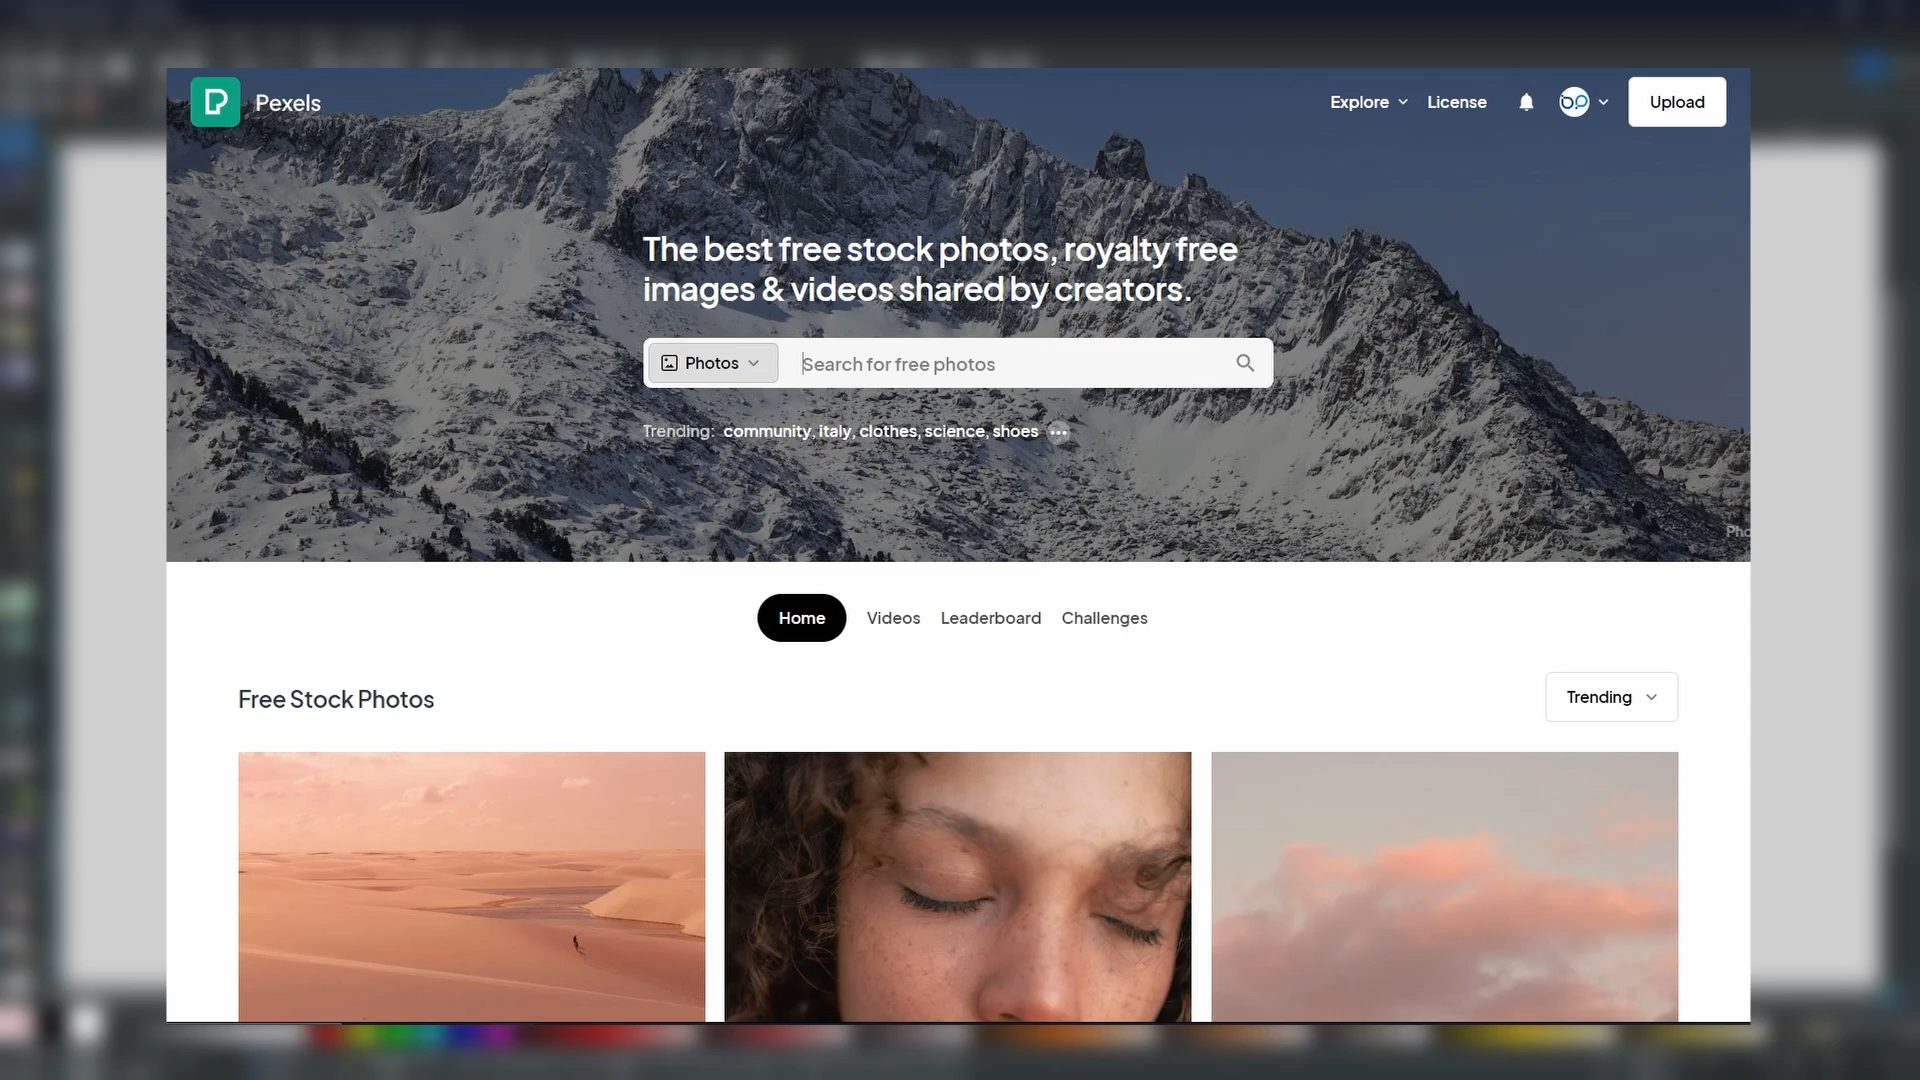 Pexels
Explore
License
Upload
The best free stock photos, royalty free
images & videos shared by creators.
Photos
Search for free photos
Trending: community, italy, clothes, science, shoes ...
Pho
Home
Videos
Leaderboard
Challenges
Free Stock Photos
Trending